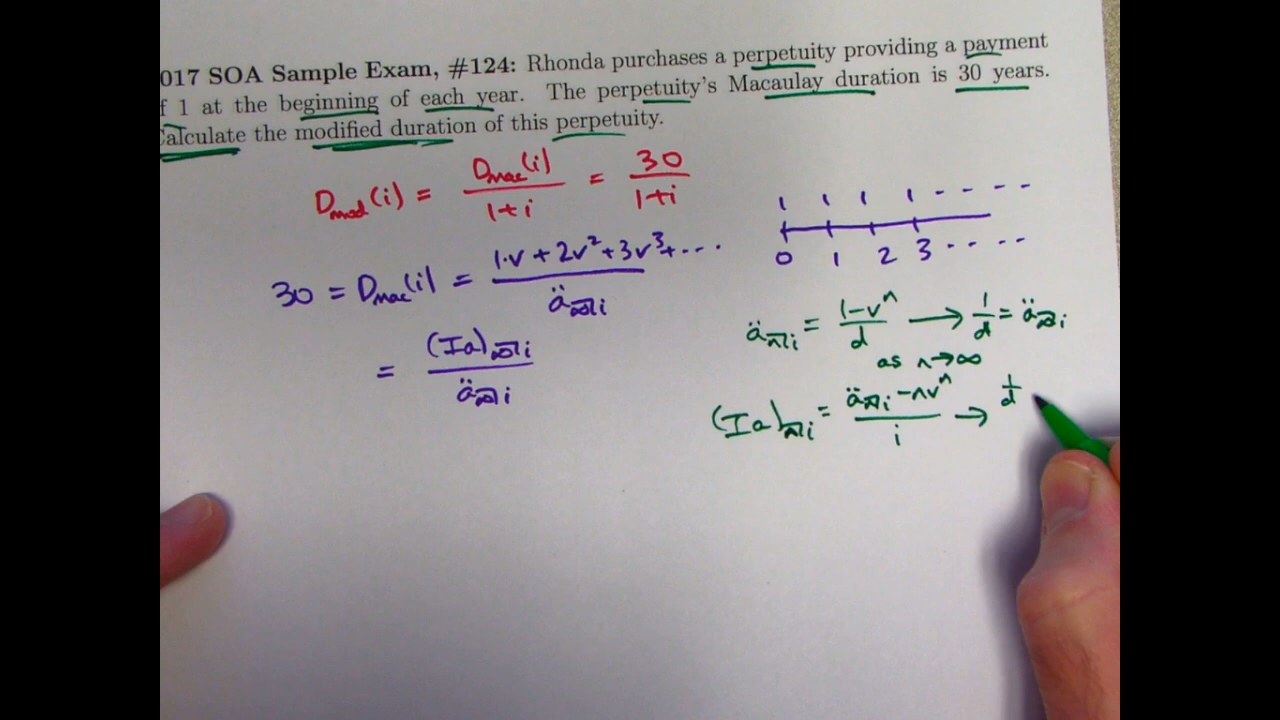 017 SOA Sample Exam, #124: Rhonda purchases a perpetuity providing a payment
f 1 at the beginning of each year. The perpetuity's Macaulay duration is 30 years.
Calculate the modified duration of this perpetuity.
D_mod(i) = D_mac(i) / 1+i = 30 / 1+i
1 1 1 1 - - - -
0 1 2 3 . . . . - -
30 = D_mac(i) = 1·v + 2v² + 3v³ + ... / ä_∞̅|i
= (Ia)_∞̅|i / ä_∞̅|i
ä_n̅|i = 1-vⁿ / d → 1/d = ä_∞̅|i
as n→∞
(Ia)_n̅|i = ä_n̅|i - nvⁿ / i → 1/d